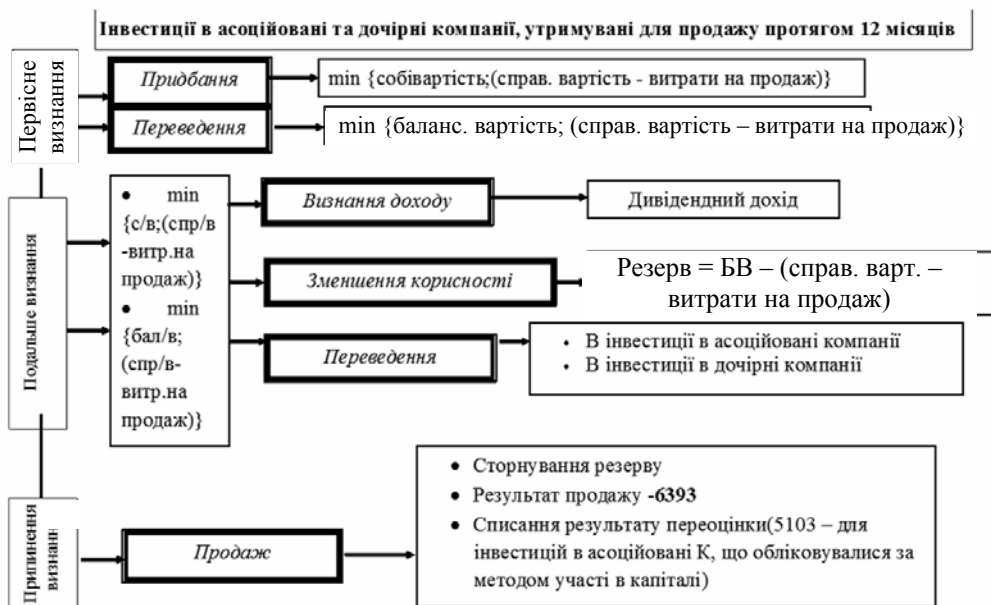 Інвестиції в асоційовані та дочірні компанії, утримувані для продажу протягом 12 місяців
Первісне
визнання
Придбання
min {собівартість;(справ. вартість - витрати на продаж)}
Переведення
min {баланс. вартість; (справ. вартість – витрати на продаж)}
Подальше визнання
• min
{с/в;(спр/в
-витр.на
продаж)}
• min
{бал/в;
(спр/в-
витр.на
продаж)}
Визнання доходу
Дивідендний дохід
Зменшення корисності
Резерв = БВ – (справ. варт. –
витрати на продаж)
Переведення
• В інвестиції в асоційовані компанії
• В інвестиції в дочірні компанії
Припинення
визнанн
Продаж
• Сторнування резерву
• Результат продажу -6393
• Списання результату переоцінки(5103 – для
інвестицій в асоційовані К, що обліковувалися за
методом участі в капіталі)